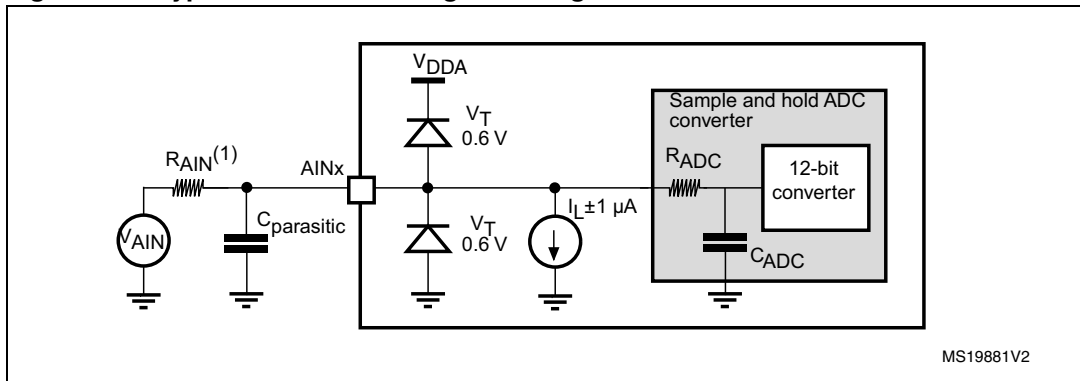 VDDA
Sample and hold ADC
converter
VT
0.6 V
RAIN(1)
AINx
RADC
12-bit
converter
IL±1 µA
VAIN
Cparasitic
VT
0.6 V
CADC
MS19881V2